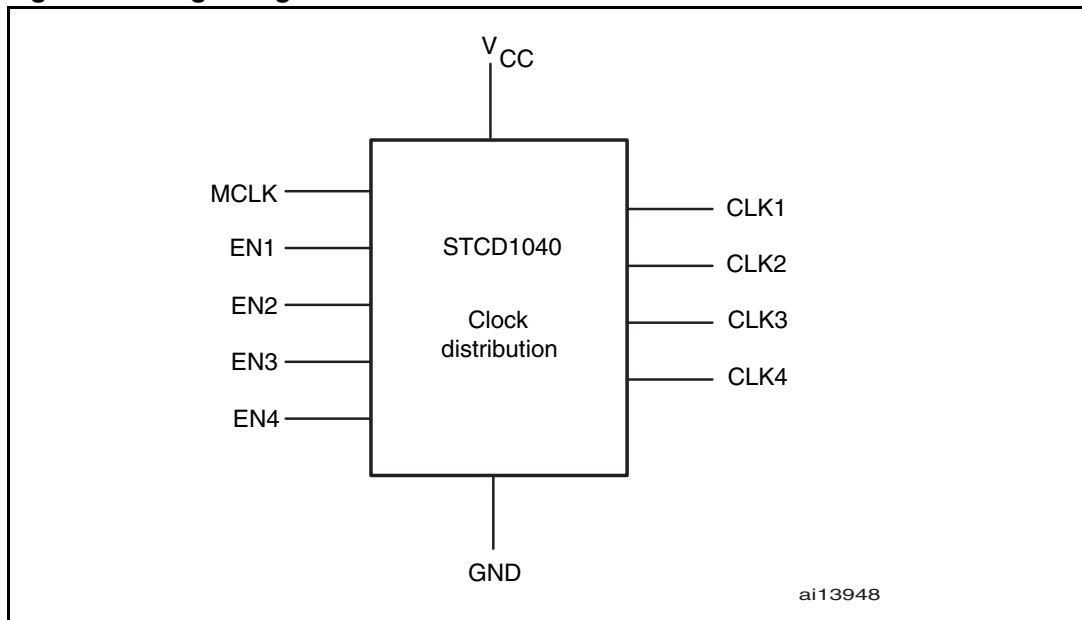 VCC
MCLK
EN1
EN2
EN3
EN4
STCD1040
Clock
distribution
CLK1
CLK2
CLK3
CLK4
GND
ai13948